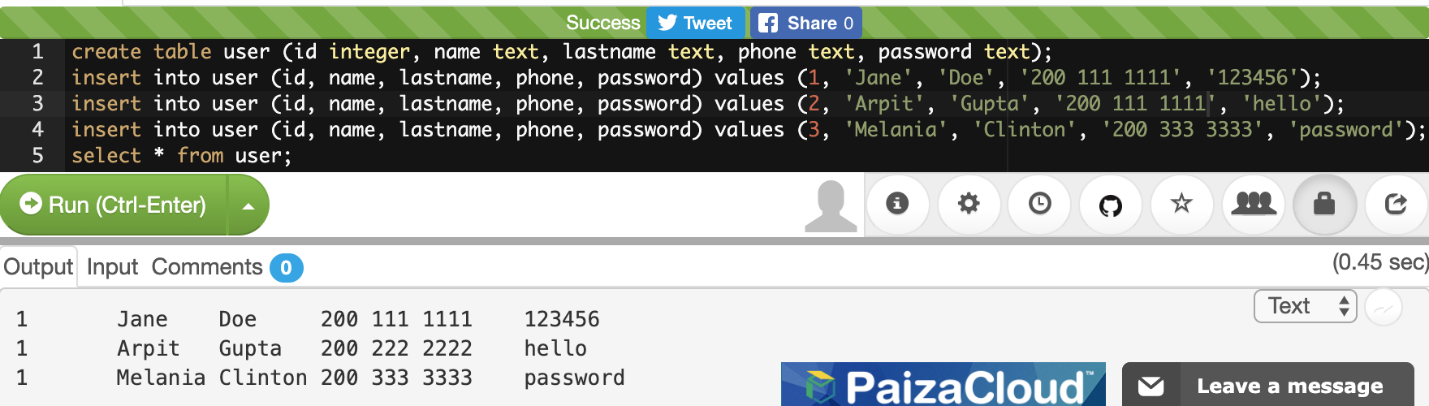 Success Tweet Share 0
1 create table user (id integer, name text, lastname text, phone text, password text);
2 insert into user (id, name, lastname, phone, password) values (1, 'Jane', 'Doe', '200 111 1111', '123456');
3 insert into user (id, name, lastname, phone, password) values (2, 'Arpit', 'Gupta', '200 111 1111', 'hello');
4 insert into user (id, name, lastname, phone, password) values (3, 'Melania', 'Clinton', '200 333 3333', 'password');
5 select * from user;
Run (Ctrl-Enter)
Output Input Comments 0 (0.45 sec)
Text
1 Jane Doe 200 111 1111 123456
1 Arpit Gupta 200 222 2222 hello
1 Melania Clinton 200 333 3333 password
PaizaCloud™ Leave a message